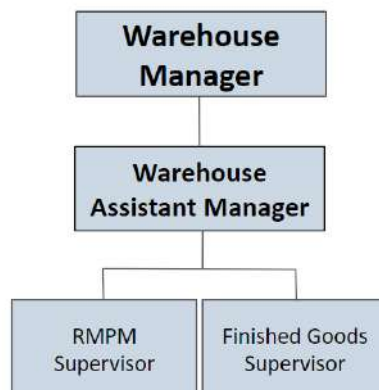 Warehouse
Manager
Warehouse
Assistant Manager
RMPM
Supervisor
Finished Goods
Supervisor